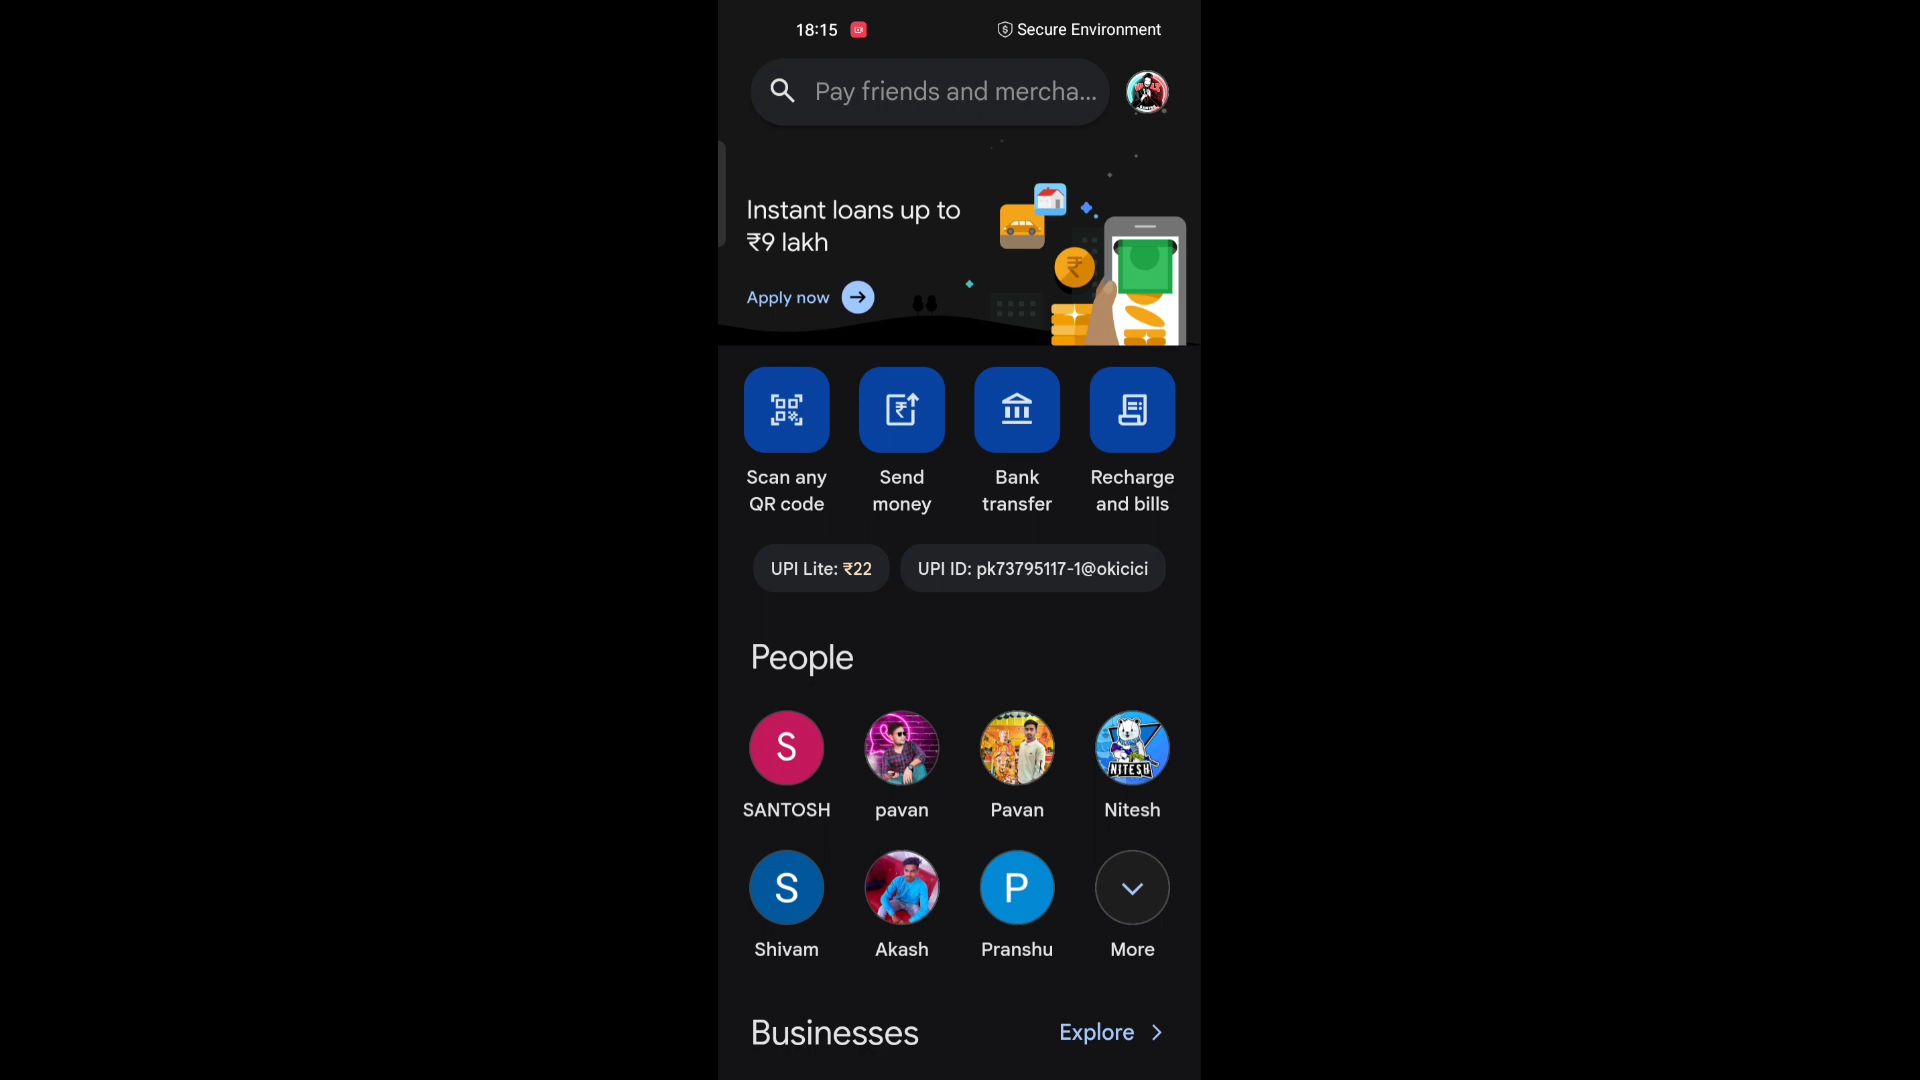 18:15
Secure Environment
Pay friends and mercha...
Instant loans up to
₹9 lakh
Apply now
Scan any
QR code
Send
money
Bank
transfer
Recharge
and bills
UPI Lite: ₹22
UPI ID: pk73795117-1@okicici
People
S
NITESH
SANTOSH
pavan
Pavan
Nitesh
S
P
Shivam
Akash
Pranshu
More
Businesses
Explore